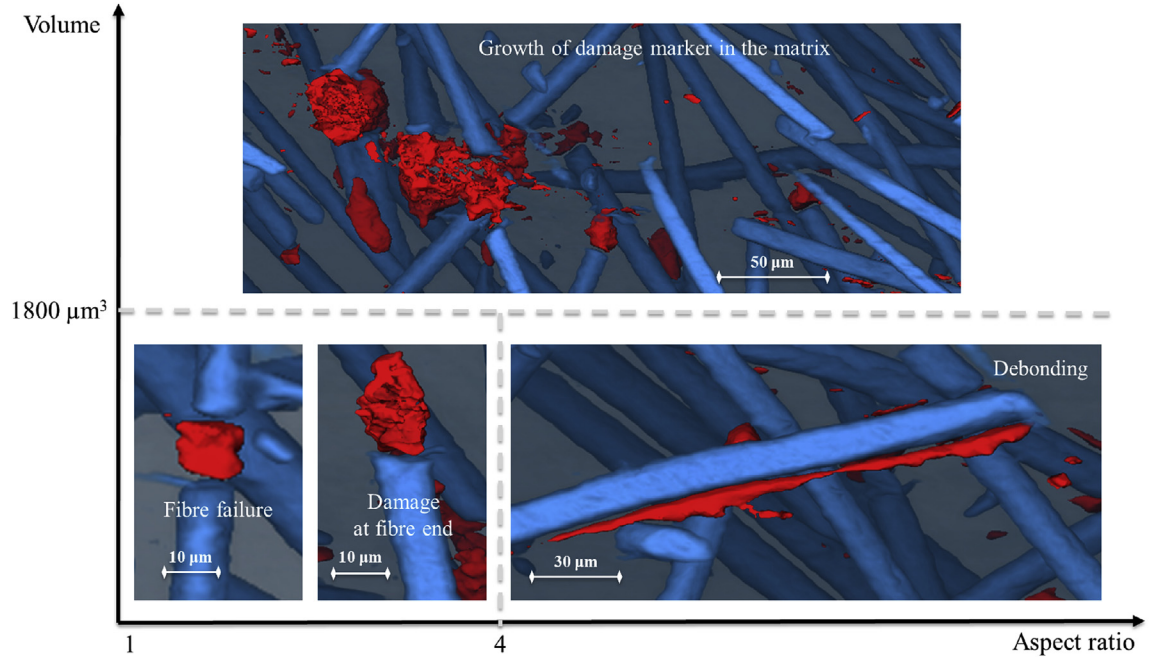 Volume
Growth of damage marker in the matrix
50 µm
1800 µm³
Fibre failure
10 µm
Damage
at fibre end
10 µm
Debonding
30 µm
1
4
Aspect ratio